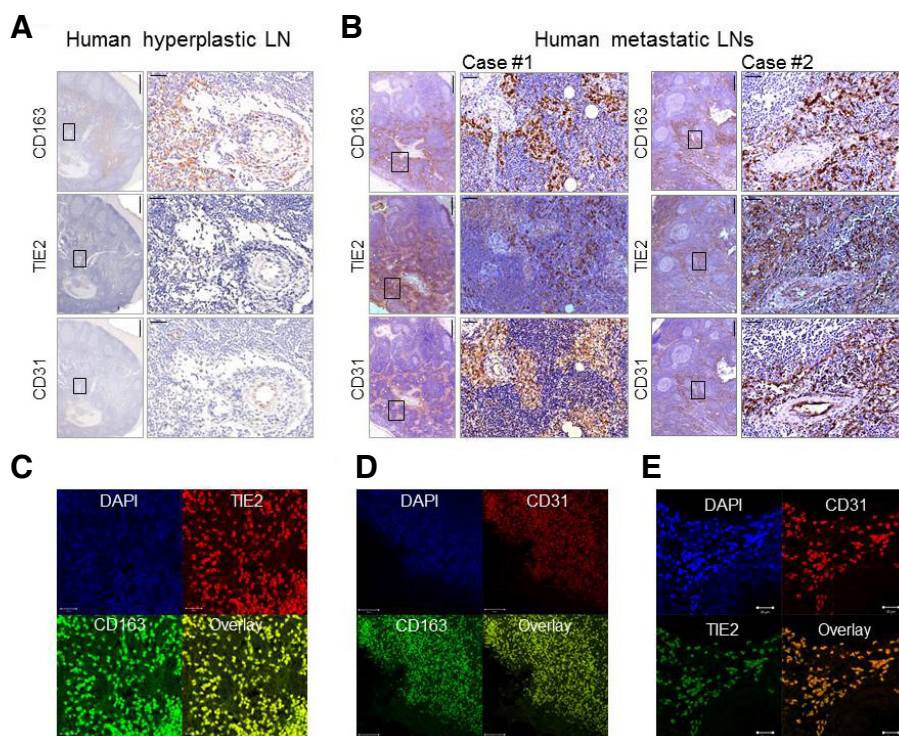 A
Human hyperplastic LN
CD163
TIE2
CD31
B
Human metastatic LNs
Case #1
Case #2
CD163
CD163
TIE2
TIE2
CD31
CD31
C
DAPI
TIE2
CD163
Overlay
D
DAPI
CD31
CD163
Overlay
E
DAPI
CD31
TIE2
Overlay